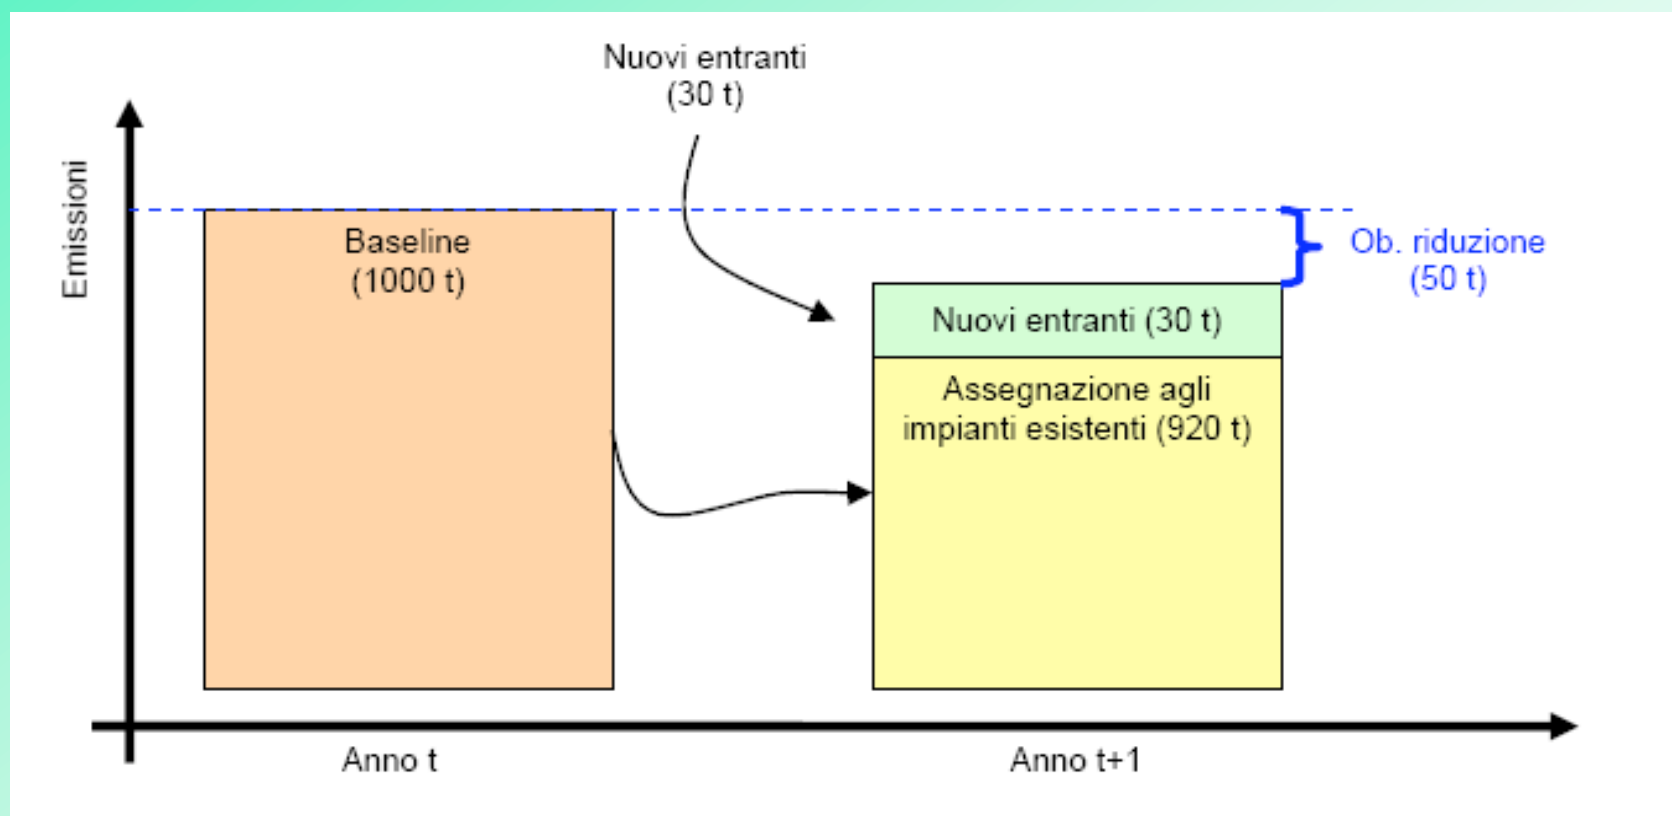 Nuovi entranti
(30 t)
Emissioni
Baseline
(1000 t)
Ob. riduzione
(50 t)
Nuovi entranti (30 t)
Assegnazione agli
impianti esistenti (920 t)
Anno t
Anno t+1